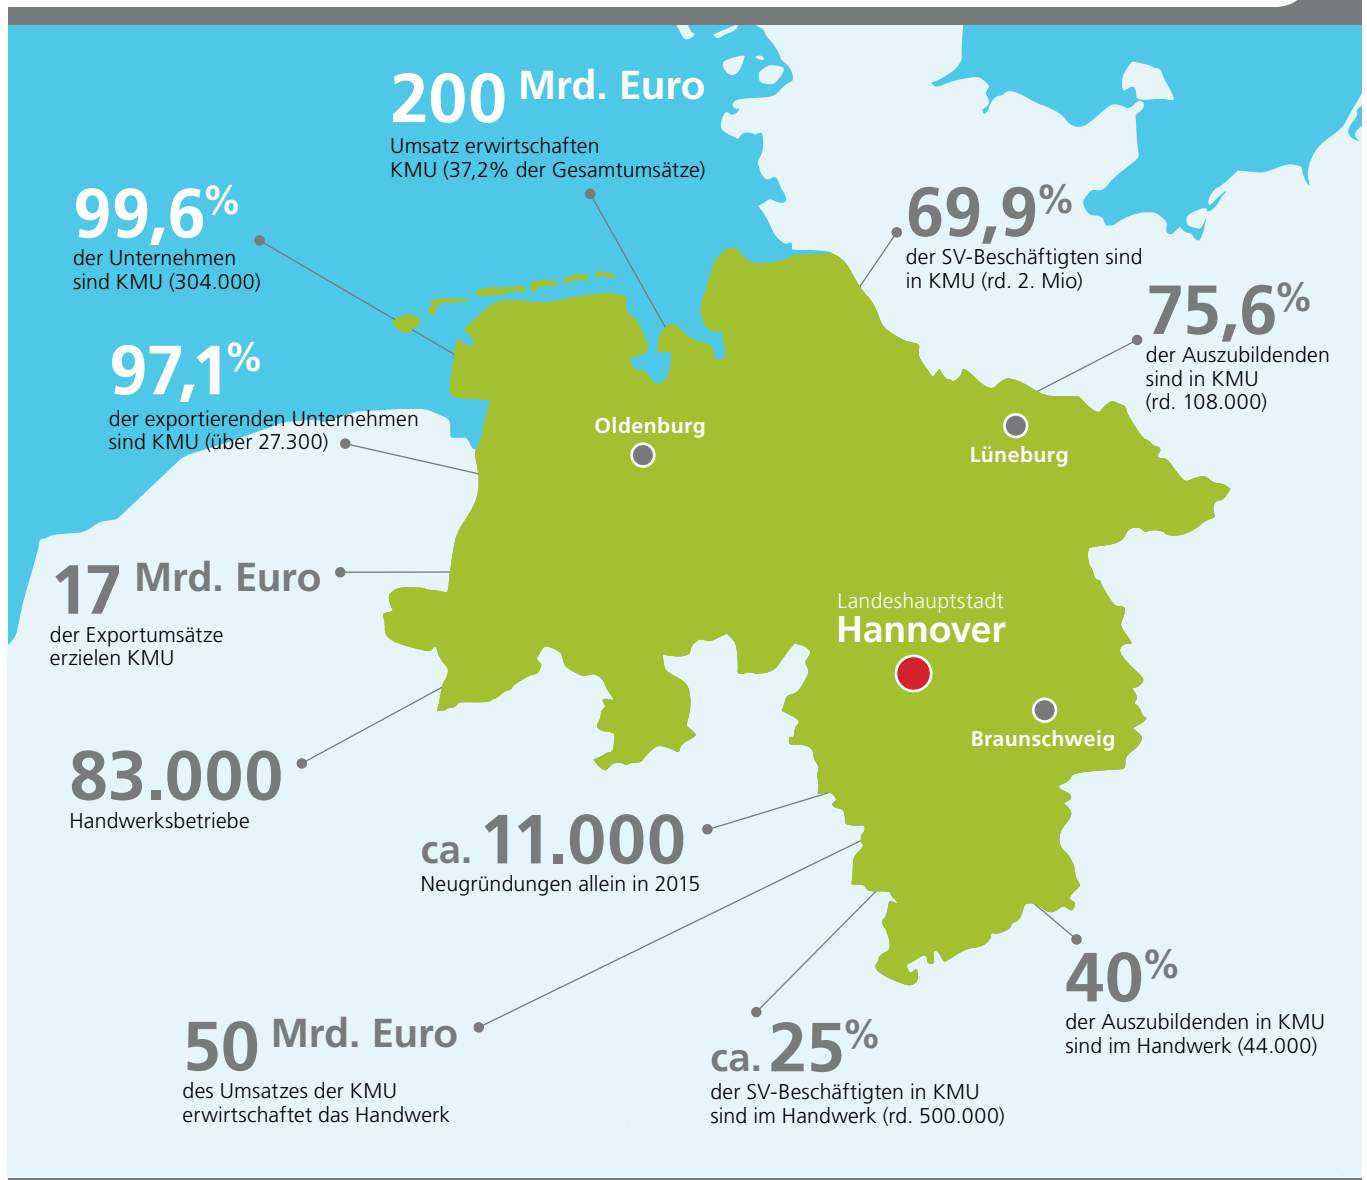 200 Mrd. Euro
Umsatz erwirtschaften
KMU (37,2% der Gesamtumsätze)
99,6%
der Unternehmen
sind KMU (304.000)
69,9%
der SV-Beschäftigten sind
in KMU (rd. 2. Mio)
75,6%
der Auszubildenden
sind in KMU
(rd. 108.000)
97,1%
der exportierenden Unternehmen
sind KMU (über 27.300)
Oldenburg
Lüneburg
17 Mrd. Euro
der Exportumsätze
erzielen KMU
Landeshauptstadt
Hannover
Braunschweig
83.000
Handwerksbetriebe
ca. 11.000
Neugründungen allein in 2015
40%
der Auszubildenden in KMU
sind im Handwerk (44.000)
50 Mrd. Euro
des Umsatzes der KMU
erwirtschaftet das Handwerk
ca. 25%
der SV-Beschäftigten in KMU
sind im Handwerk (rd. 500.000)